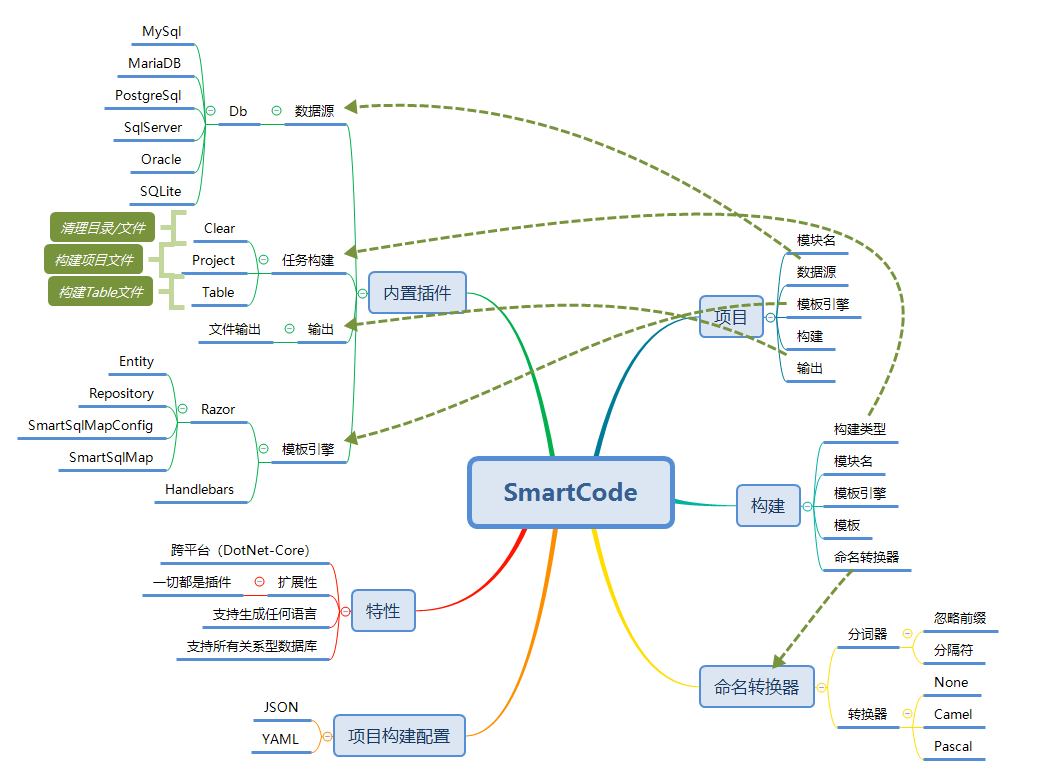 MySql
MariaDB
PostgreSql
SqlServer
Oracle
SQLite
Db
数据源
清理目录/文件
构建项目文件
构建Table文件
Clear
Project
Table
任务构建
文件输出
输出
内置插件
Entity
Repository
SmartSqlMapConfig
SmartSqlMap
Razor
Handlebars
模板引擎
项目
模块名
数据源
模板引擎
构建
输出
SmartCode
构建
构建类型
模块名
模板引擎
模板
命名转换器
跨平台（DotNet-Core）
一切都是插件
扩展性
支持生成任何语言
支持所有关系型数据库
特性
命名转换器
分词器
忽略前缀
分隔符
转换器
None
Camel
Pascal
JSON
YAML
项目构建配置